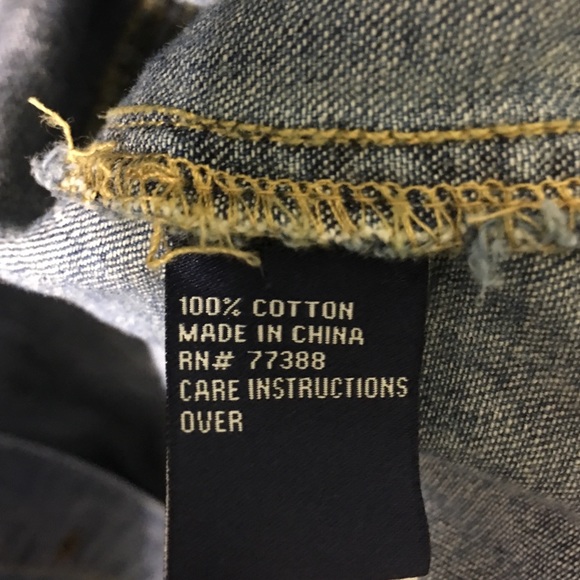 100% COTTON
MADE IN CHINA
RN# 77388
CARE INSTRUCTIONS
OVER